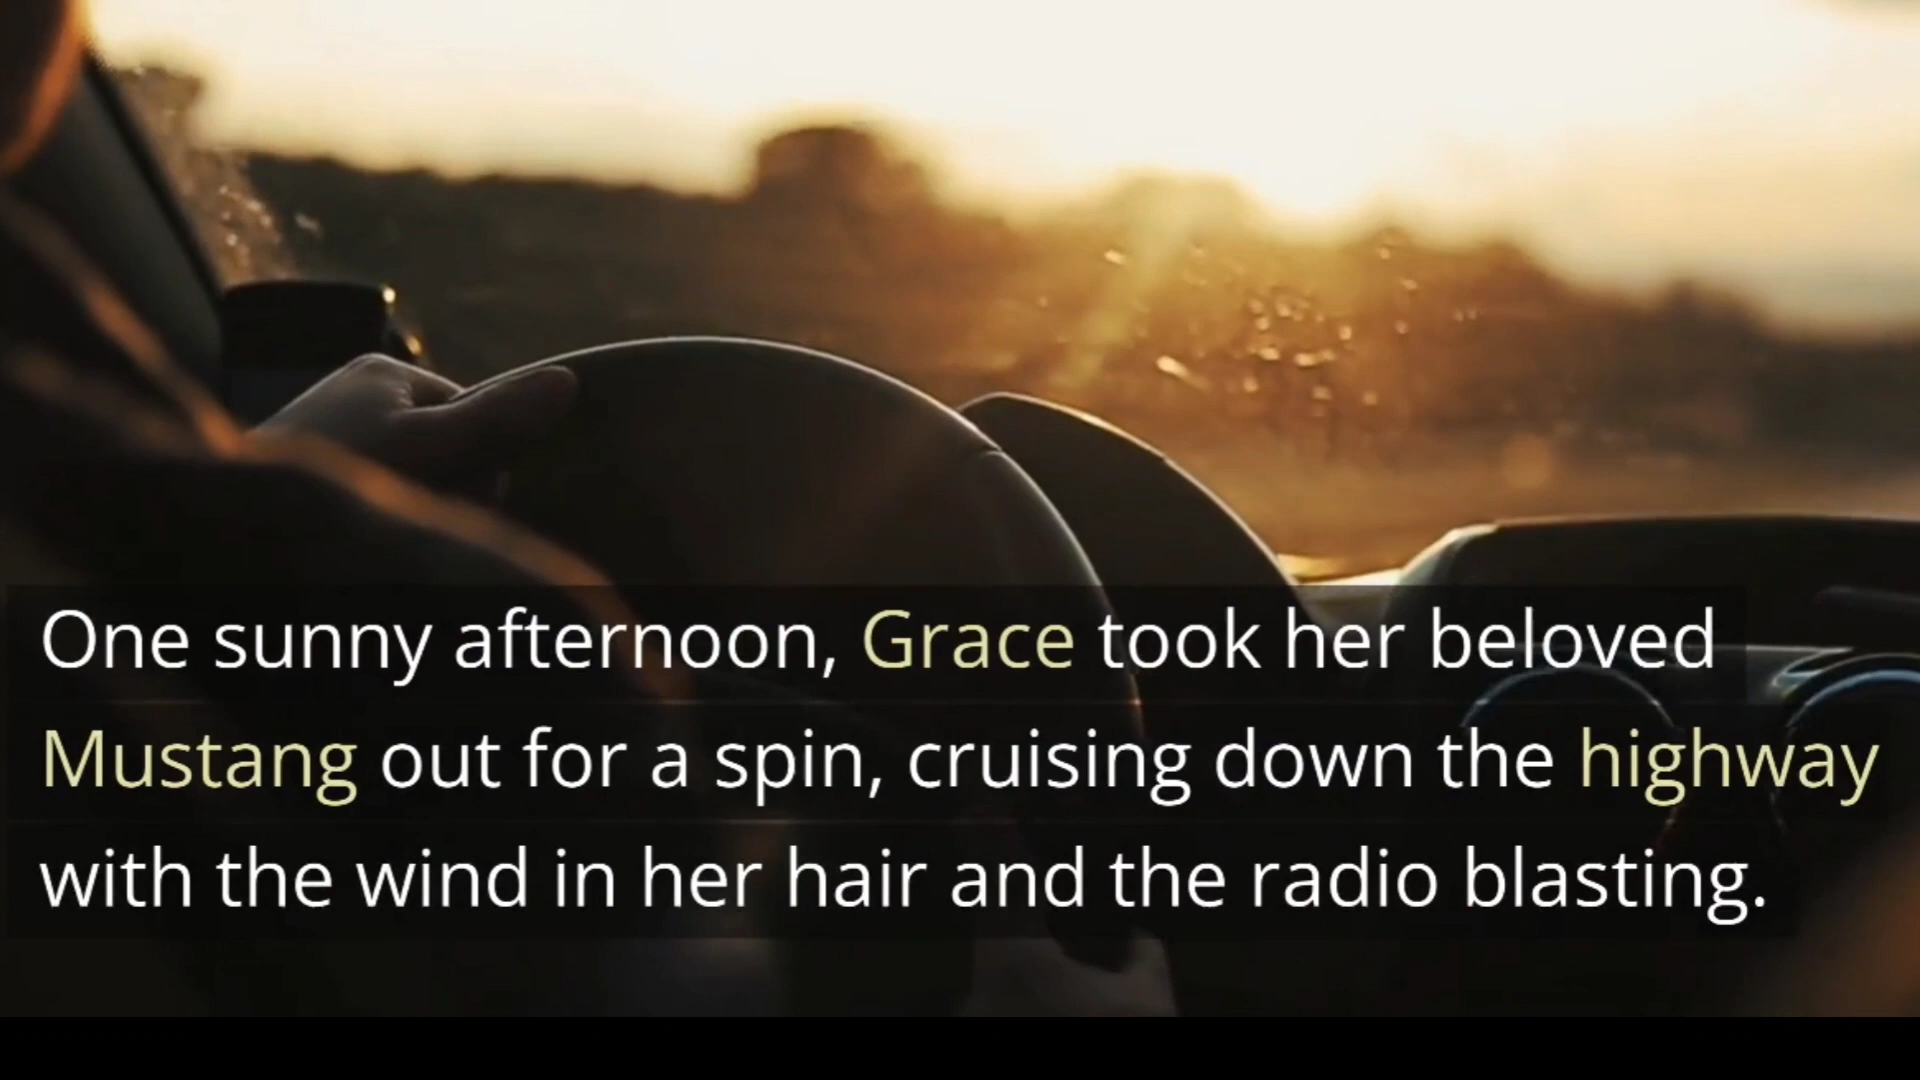 One sunny afternoon, Grace took her beloved
Mustang out for a spin, cruising down the highway
with the wind in her hair and the radio blasting.